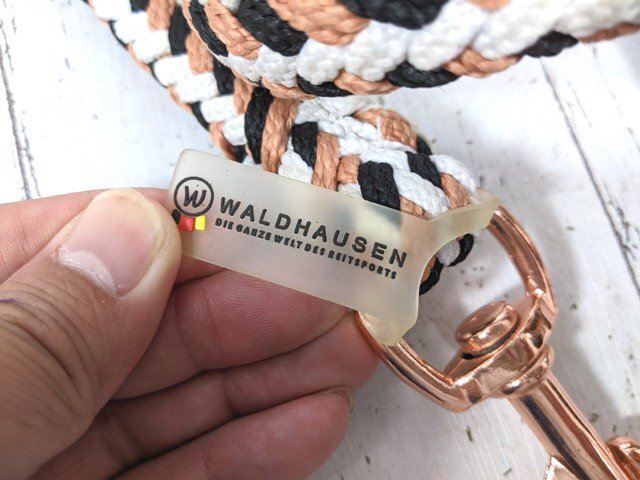 W
WALDHAUSEN
DIE GANZE WELT DES REITSPORTS